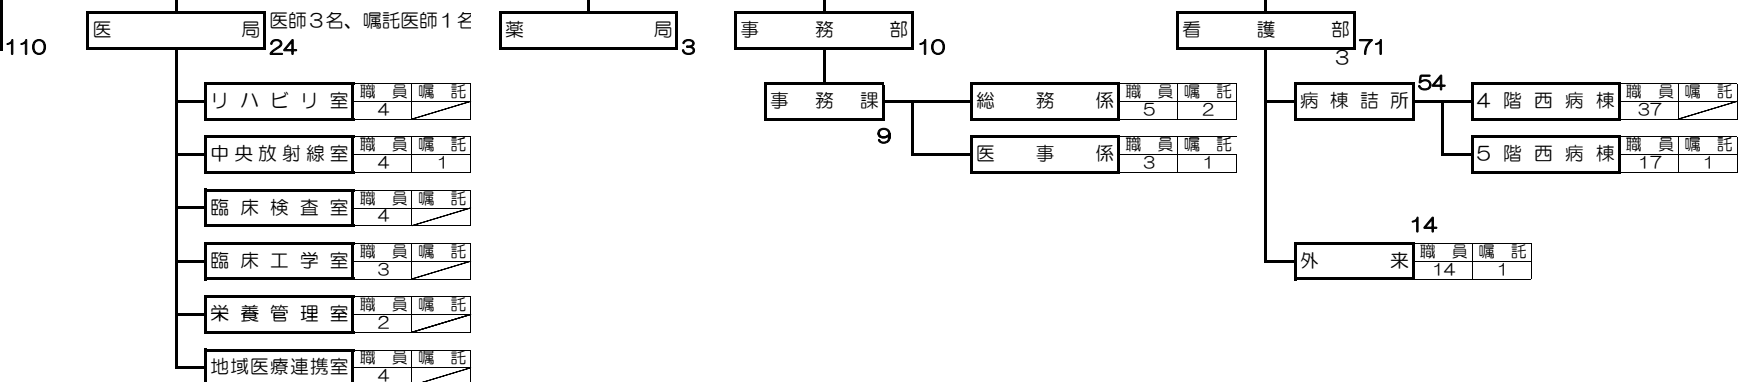 110
医局 医師3名、嘱託医師1名
24
薬局
3
事務部
10
看護部
71
3
リハビリ室 職員 嘱託
4
中央放射線室 職員 嘱託
4 1
臨床検査室 職員 嘱託
4
臨床工学室 職員 嘱託
3
栄養管理室 職員 嘱託
2
地域医療連携室 職員 嘱託
4
事務課
9
総務係 職員 嘱託
5 2
医事係 職員 嘱託
3 1
病棟詰所
54
4階西病棟 職員 嘱託
37
5階西病棟 職員 嘱託
17 1
14
外来 職員 嘱託
14 1